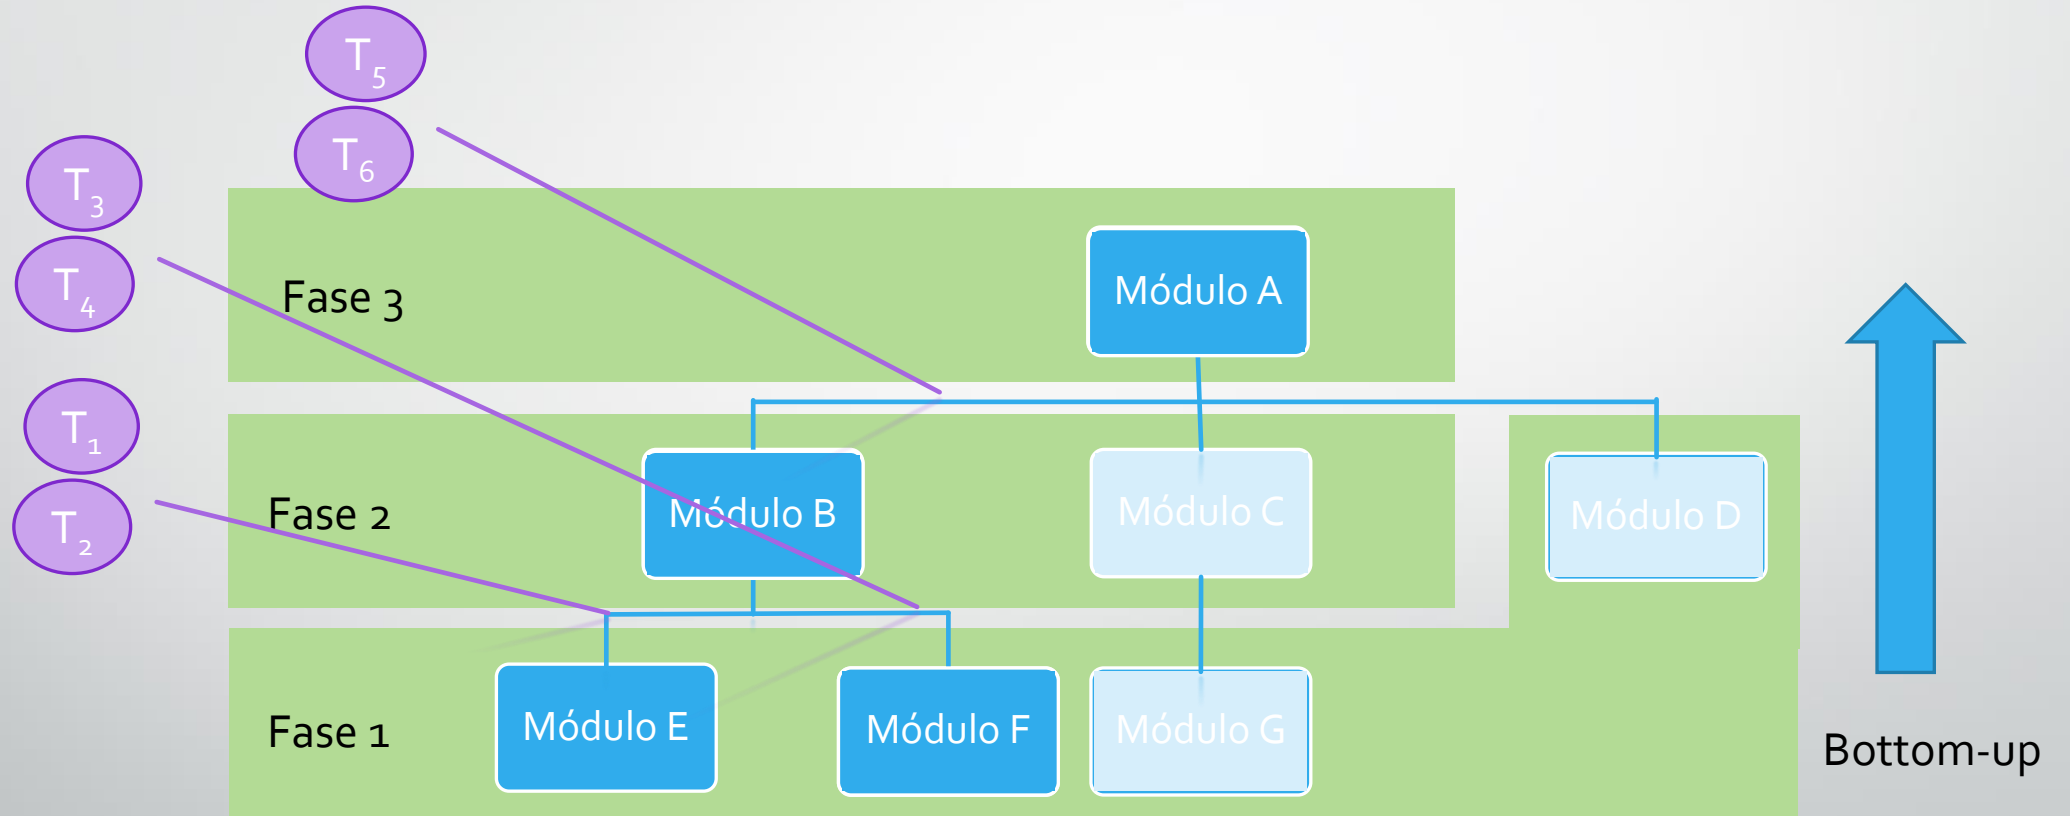 T5
T6
T3
T4
Fase 3
Módulo A
T1
T2
Fase 2
Módulo B
Módulo C
Módulo D
Fase 1
Módulo E
Módulo F
Módulo G
Bottom-up